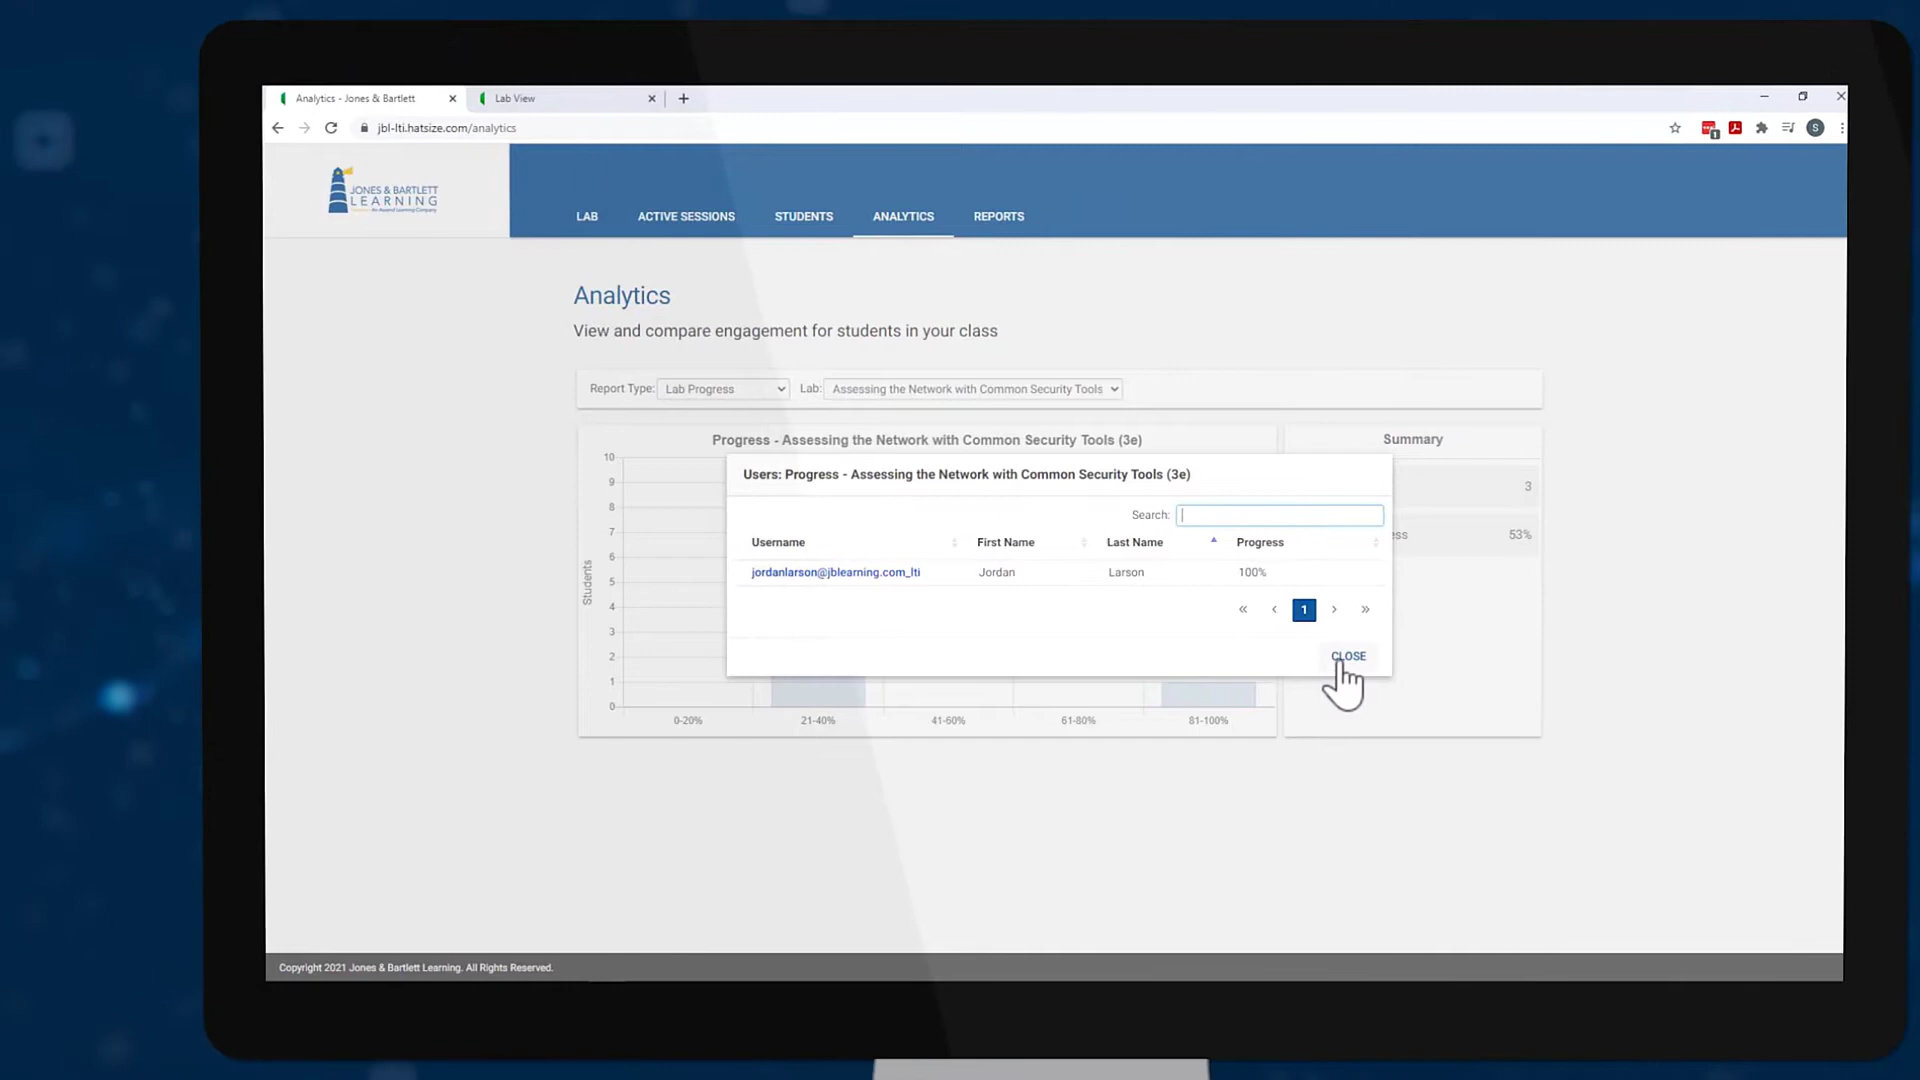 Analytics - Jones & Bartlett
Lab View
jbl-lti.hatsize.com/analytics
1
S
JONES & BARTLETT
LEARNING
An Ascend Learning Company
LAB
ACTIVE SESSIONS
STUDENTS
ANALYTICS
REPORTS
Analytics
View and compare engagement for students in your class
Report Type: Lab Progress
Lab: Assessing the Network with Common Security Tools
Progress - Assessing the Network with Common Security Tools (3e)
Summary
Users: Progress - Assessing the Network with Common Security Tools (3e)
Search:
Username First Name Last Name Progress
jordanlarson@jblearning.com_lti Jordan Larson 100%
« ‹ 1 › »
CLOSE
3
ess 53%
Students
10
9
8
7
6
5
4
3
2
1
0
0-20% 21-40% 41-60% 61-80% 81-100%
Copyright 2021 Jones & Bartlett Learning. All Rights Reserved.